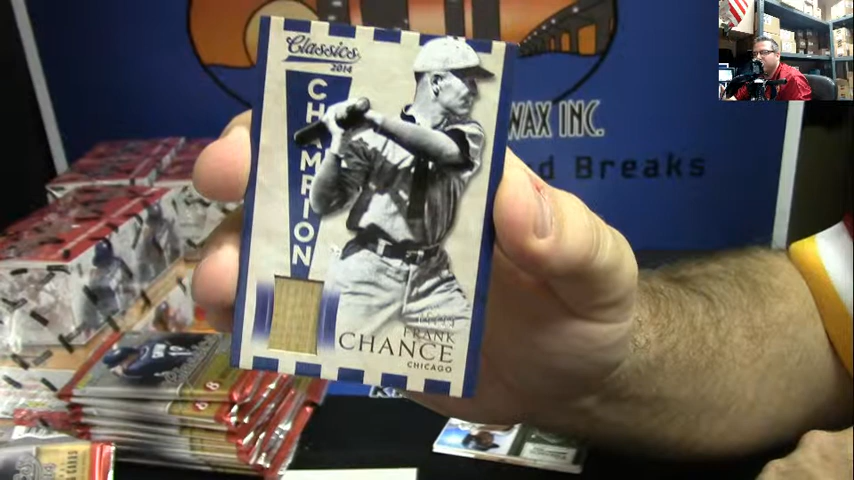 Classics
2014
CHAMPION
WAX INC.
Breaks
FRANK
CHANCE
CHICAGO